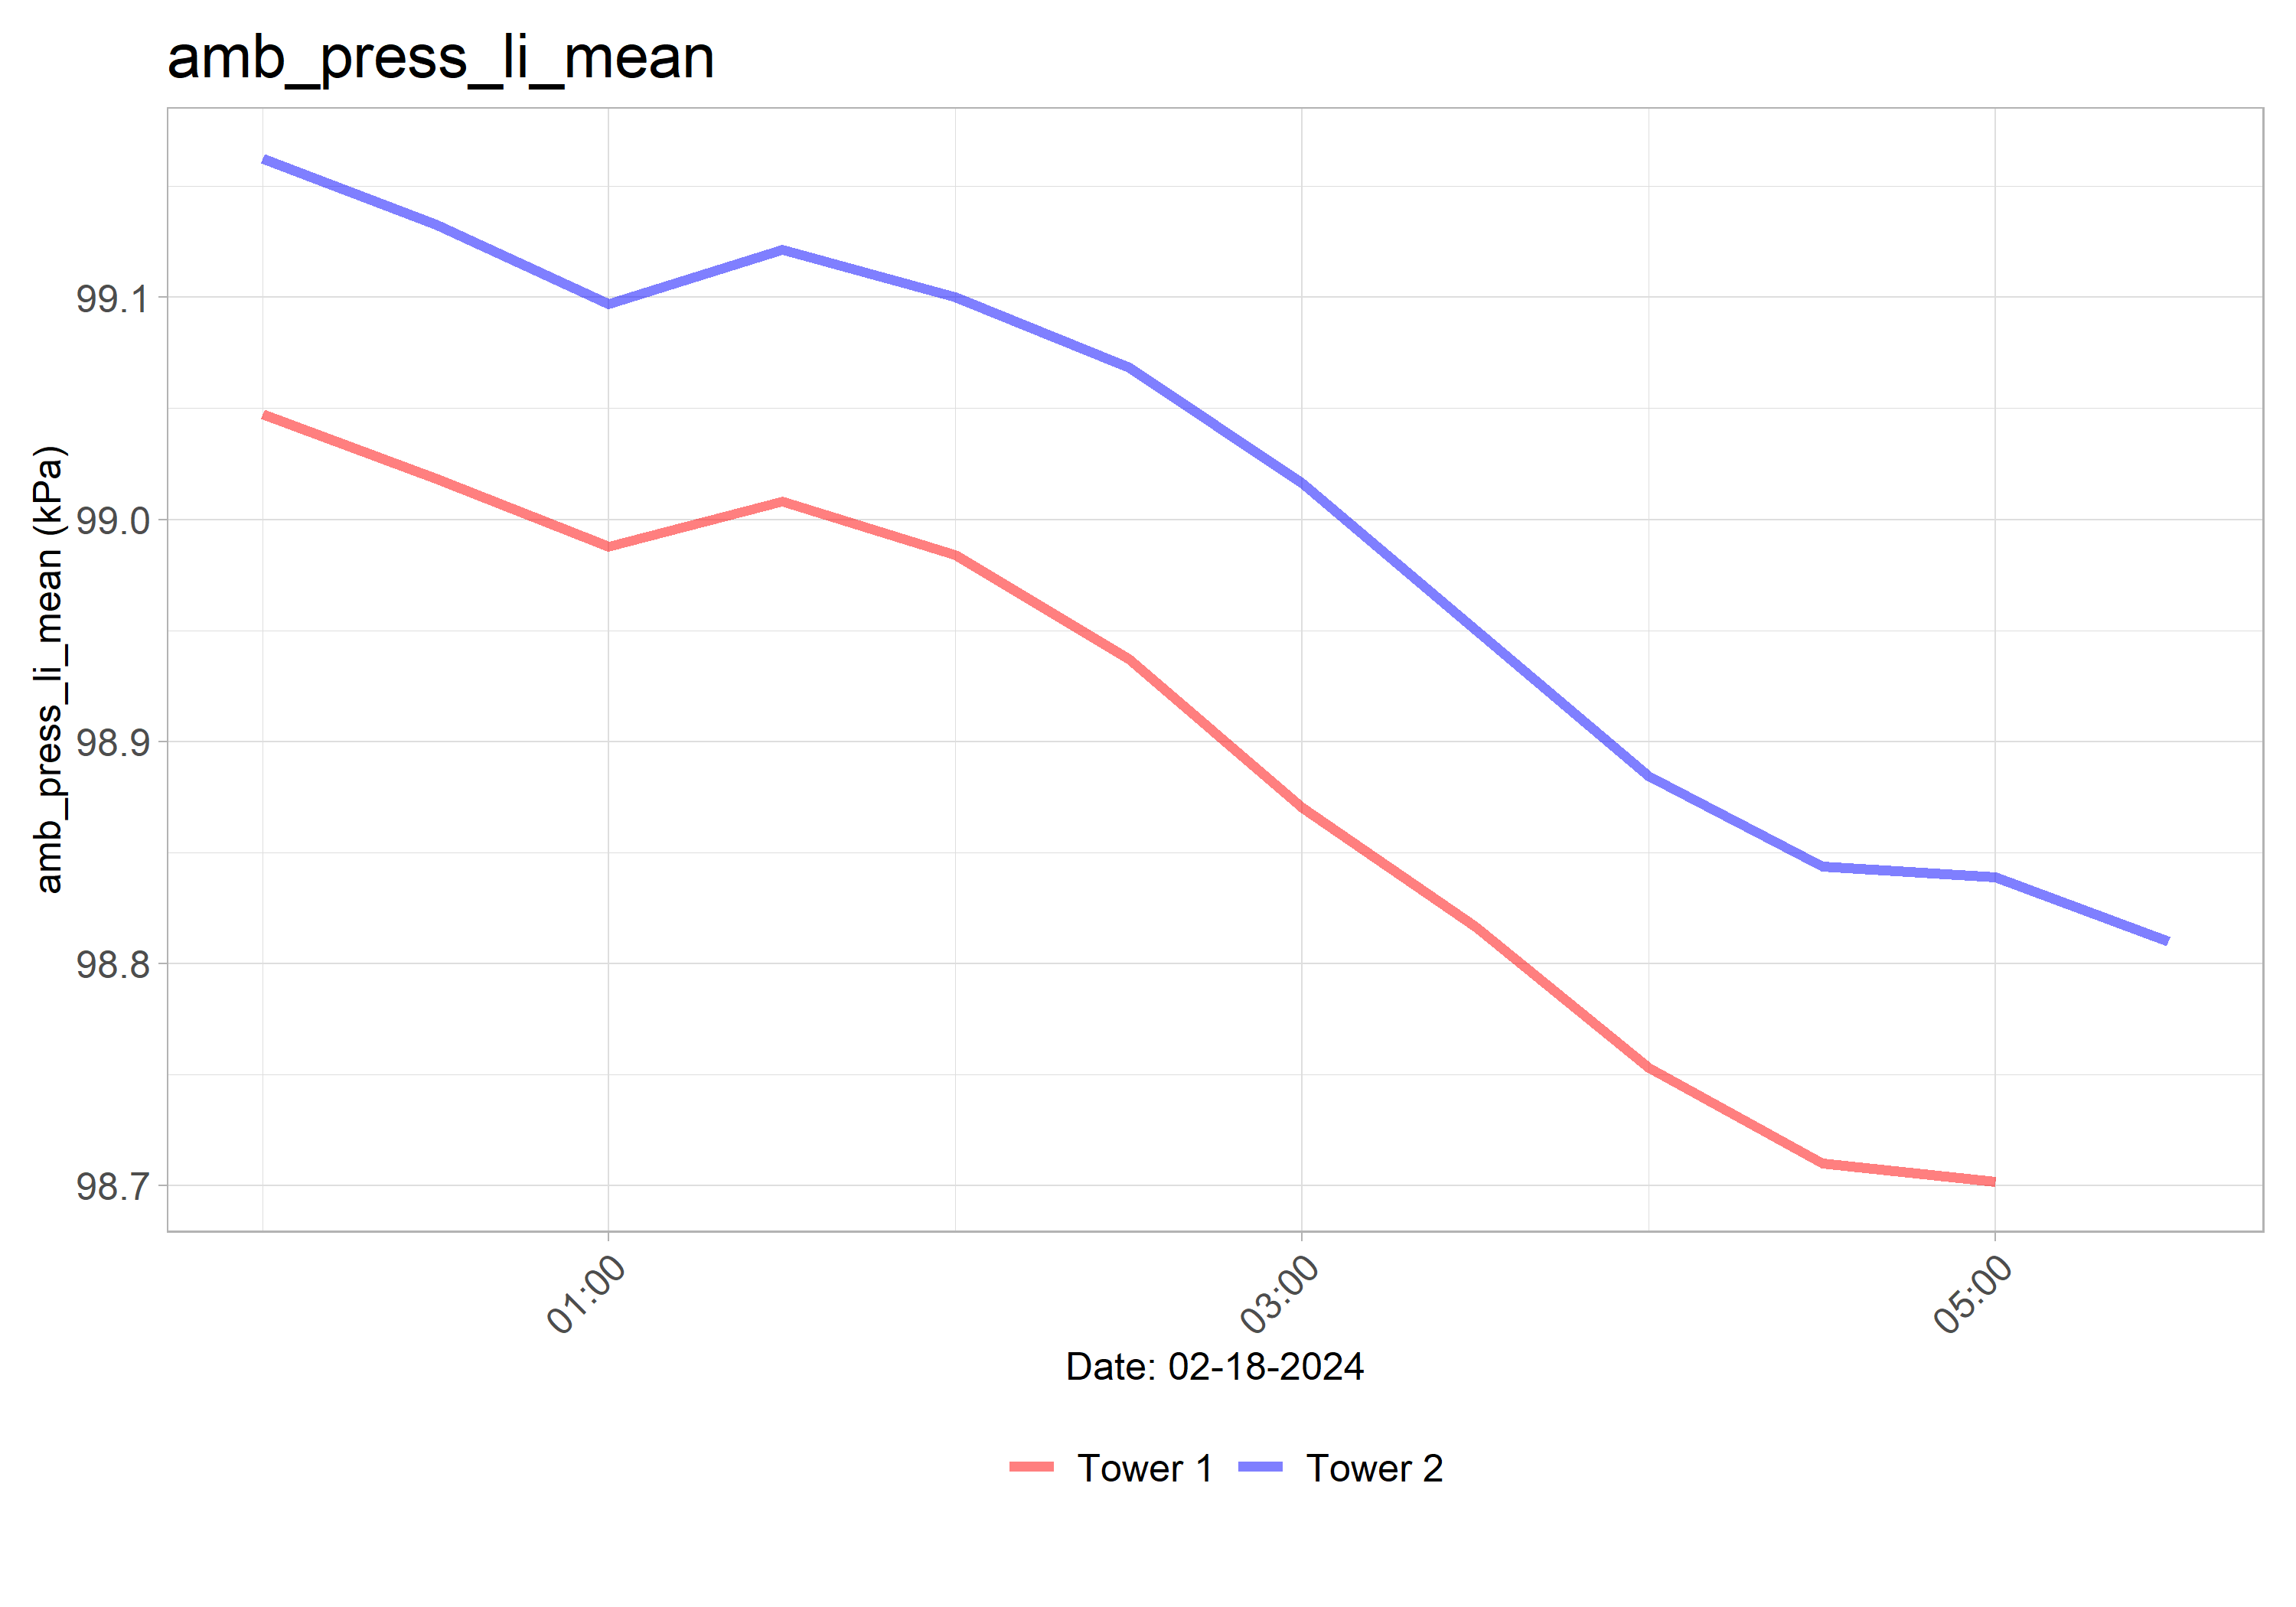 amb_press_li_mean
amb_press_li_mean (kPa)
99.1
99.0
98.9
98.8
98.7
01:00
03:00
05:00
Date: 02-18-2024
Tower 1
Tower 2